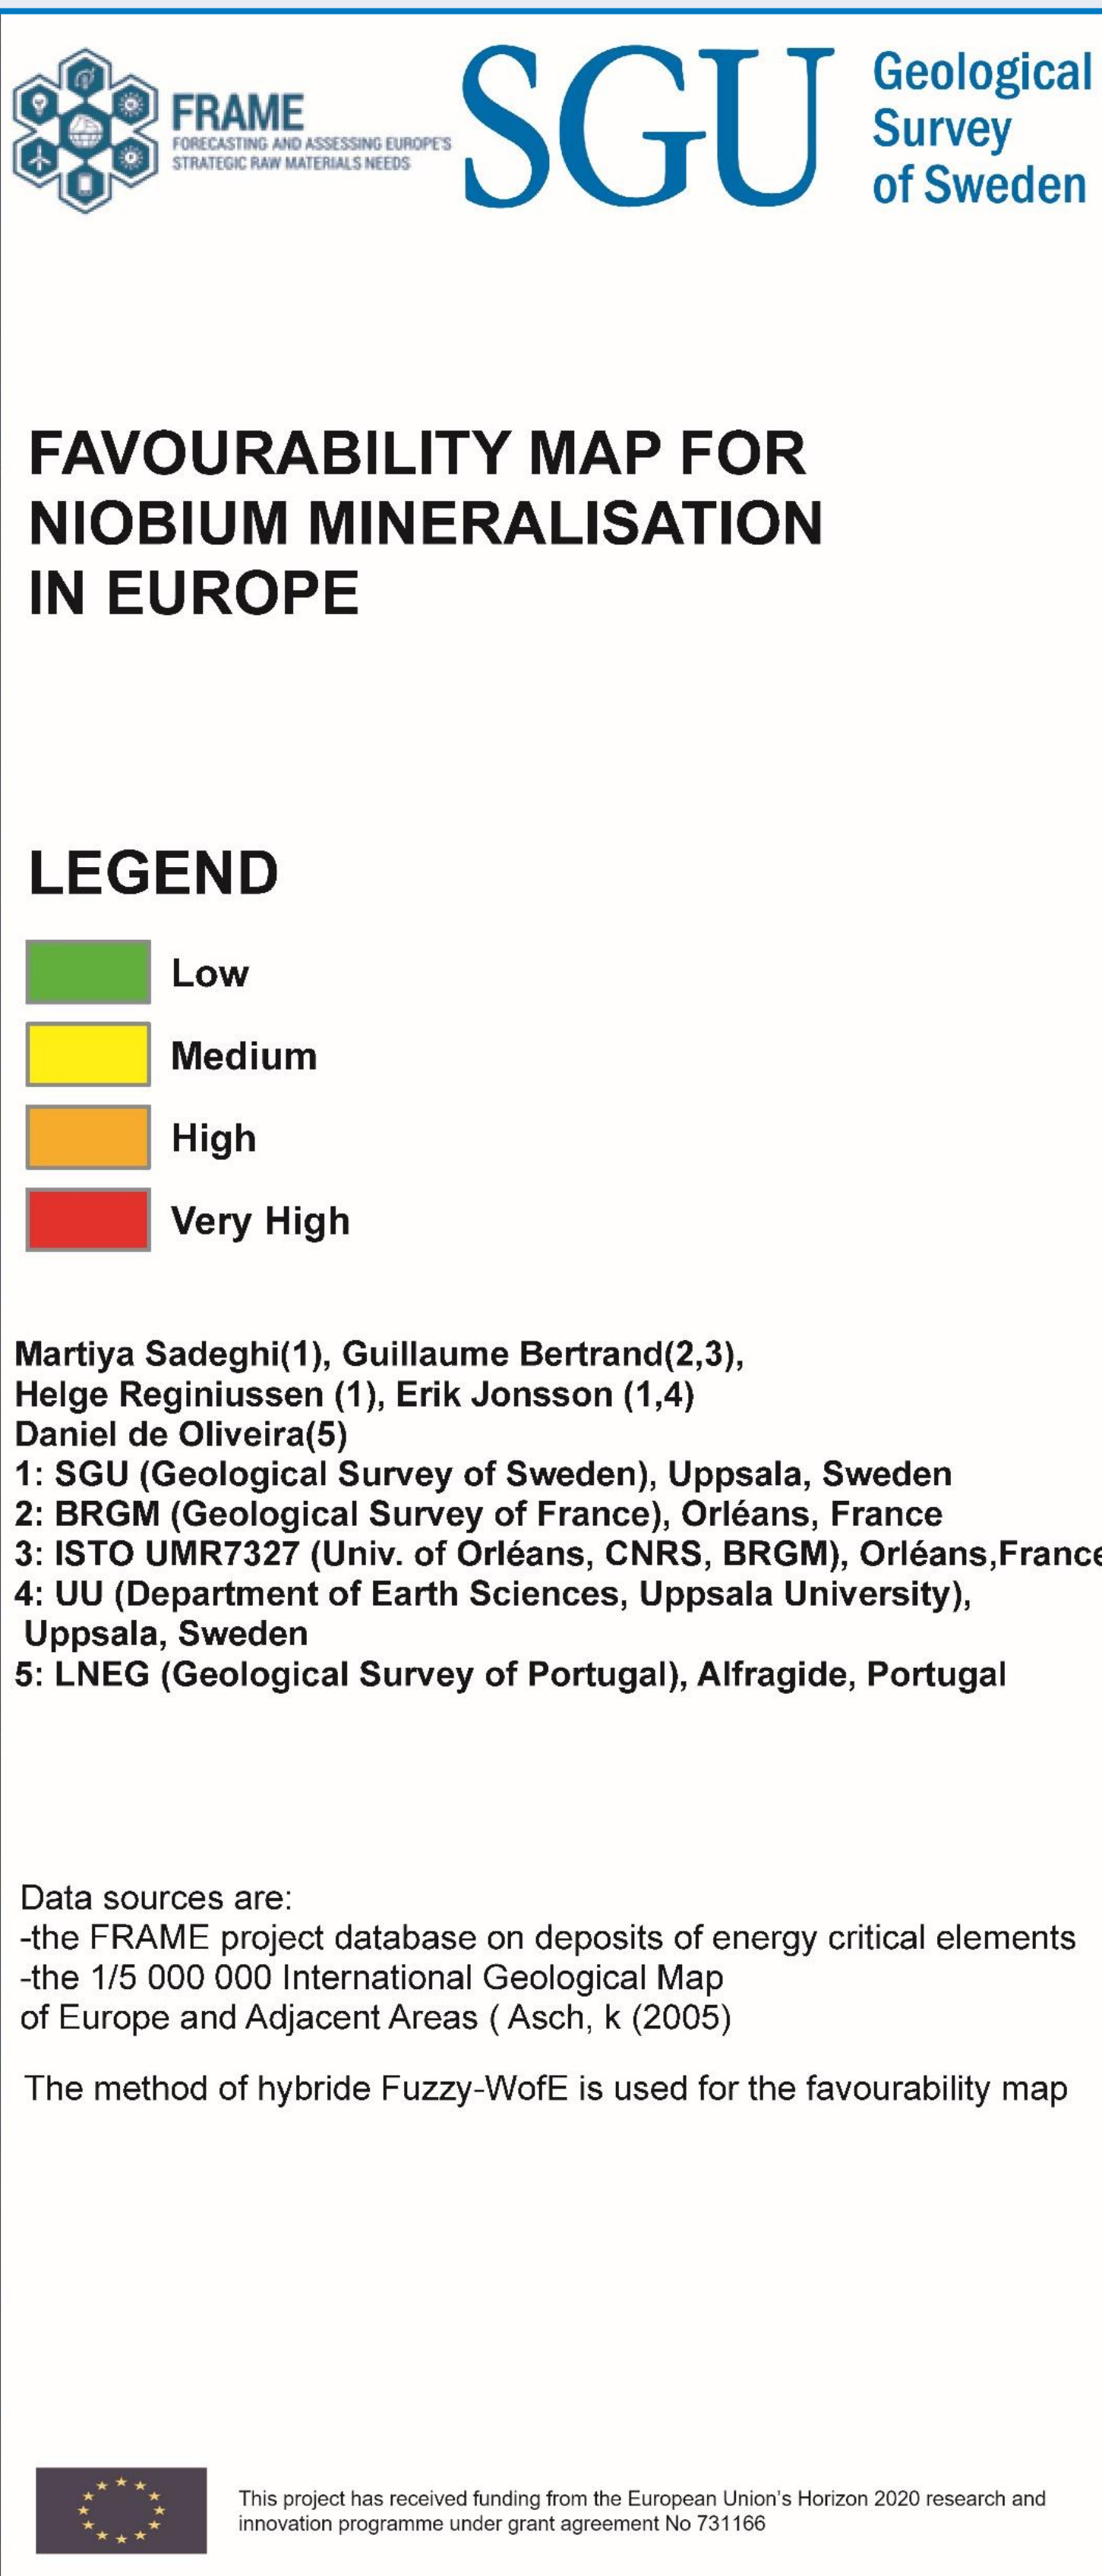 FRAME
FORECASTING AND ASSESSING EUROPE'S
STRATEGIC RAW MATERIALS NEEDS
SGU
Geological
Survey
of Sweden
FAVOURABILITY MAP FOR
NIOBIUM MINERALISATION
IN EUROPE
LEGEND
Low
Medium
High
Very High
Martiya Sadeghi(1), Guillaume Bertrand(2,3),
Helge Reginiussen (1), Erik Jonsson (1,4)
Daniel de Oliveira(5)
1: SGU (Geological Survey of Sweden), Uppsala, Sweden
2: BRGM (Geological Survey of France), Orléans, France
3: ISTO UMR7327 (Univ. of Orléans, CNRS, BRGM), Orléans,France
4: UU (Department of Earth Sciences, Uppsala University),
Uppsala, Sweden
5: LNEG (Geological Survey of Portugal), Alfragide, Portugal
Data sources are:
-the FRAME project database on deposits of energy critical elements
-the 1/5 000 000 International Geological Map
of Europe and Adjacent Areas ( Asch, k (2005)
The method of hybride Fuzzy-WofE is used for the favourability map
This project has received funding from the European Union's Horizon 2020 research and
innovation programme under grant agreement No 731166